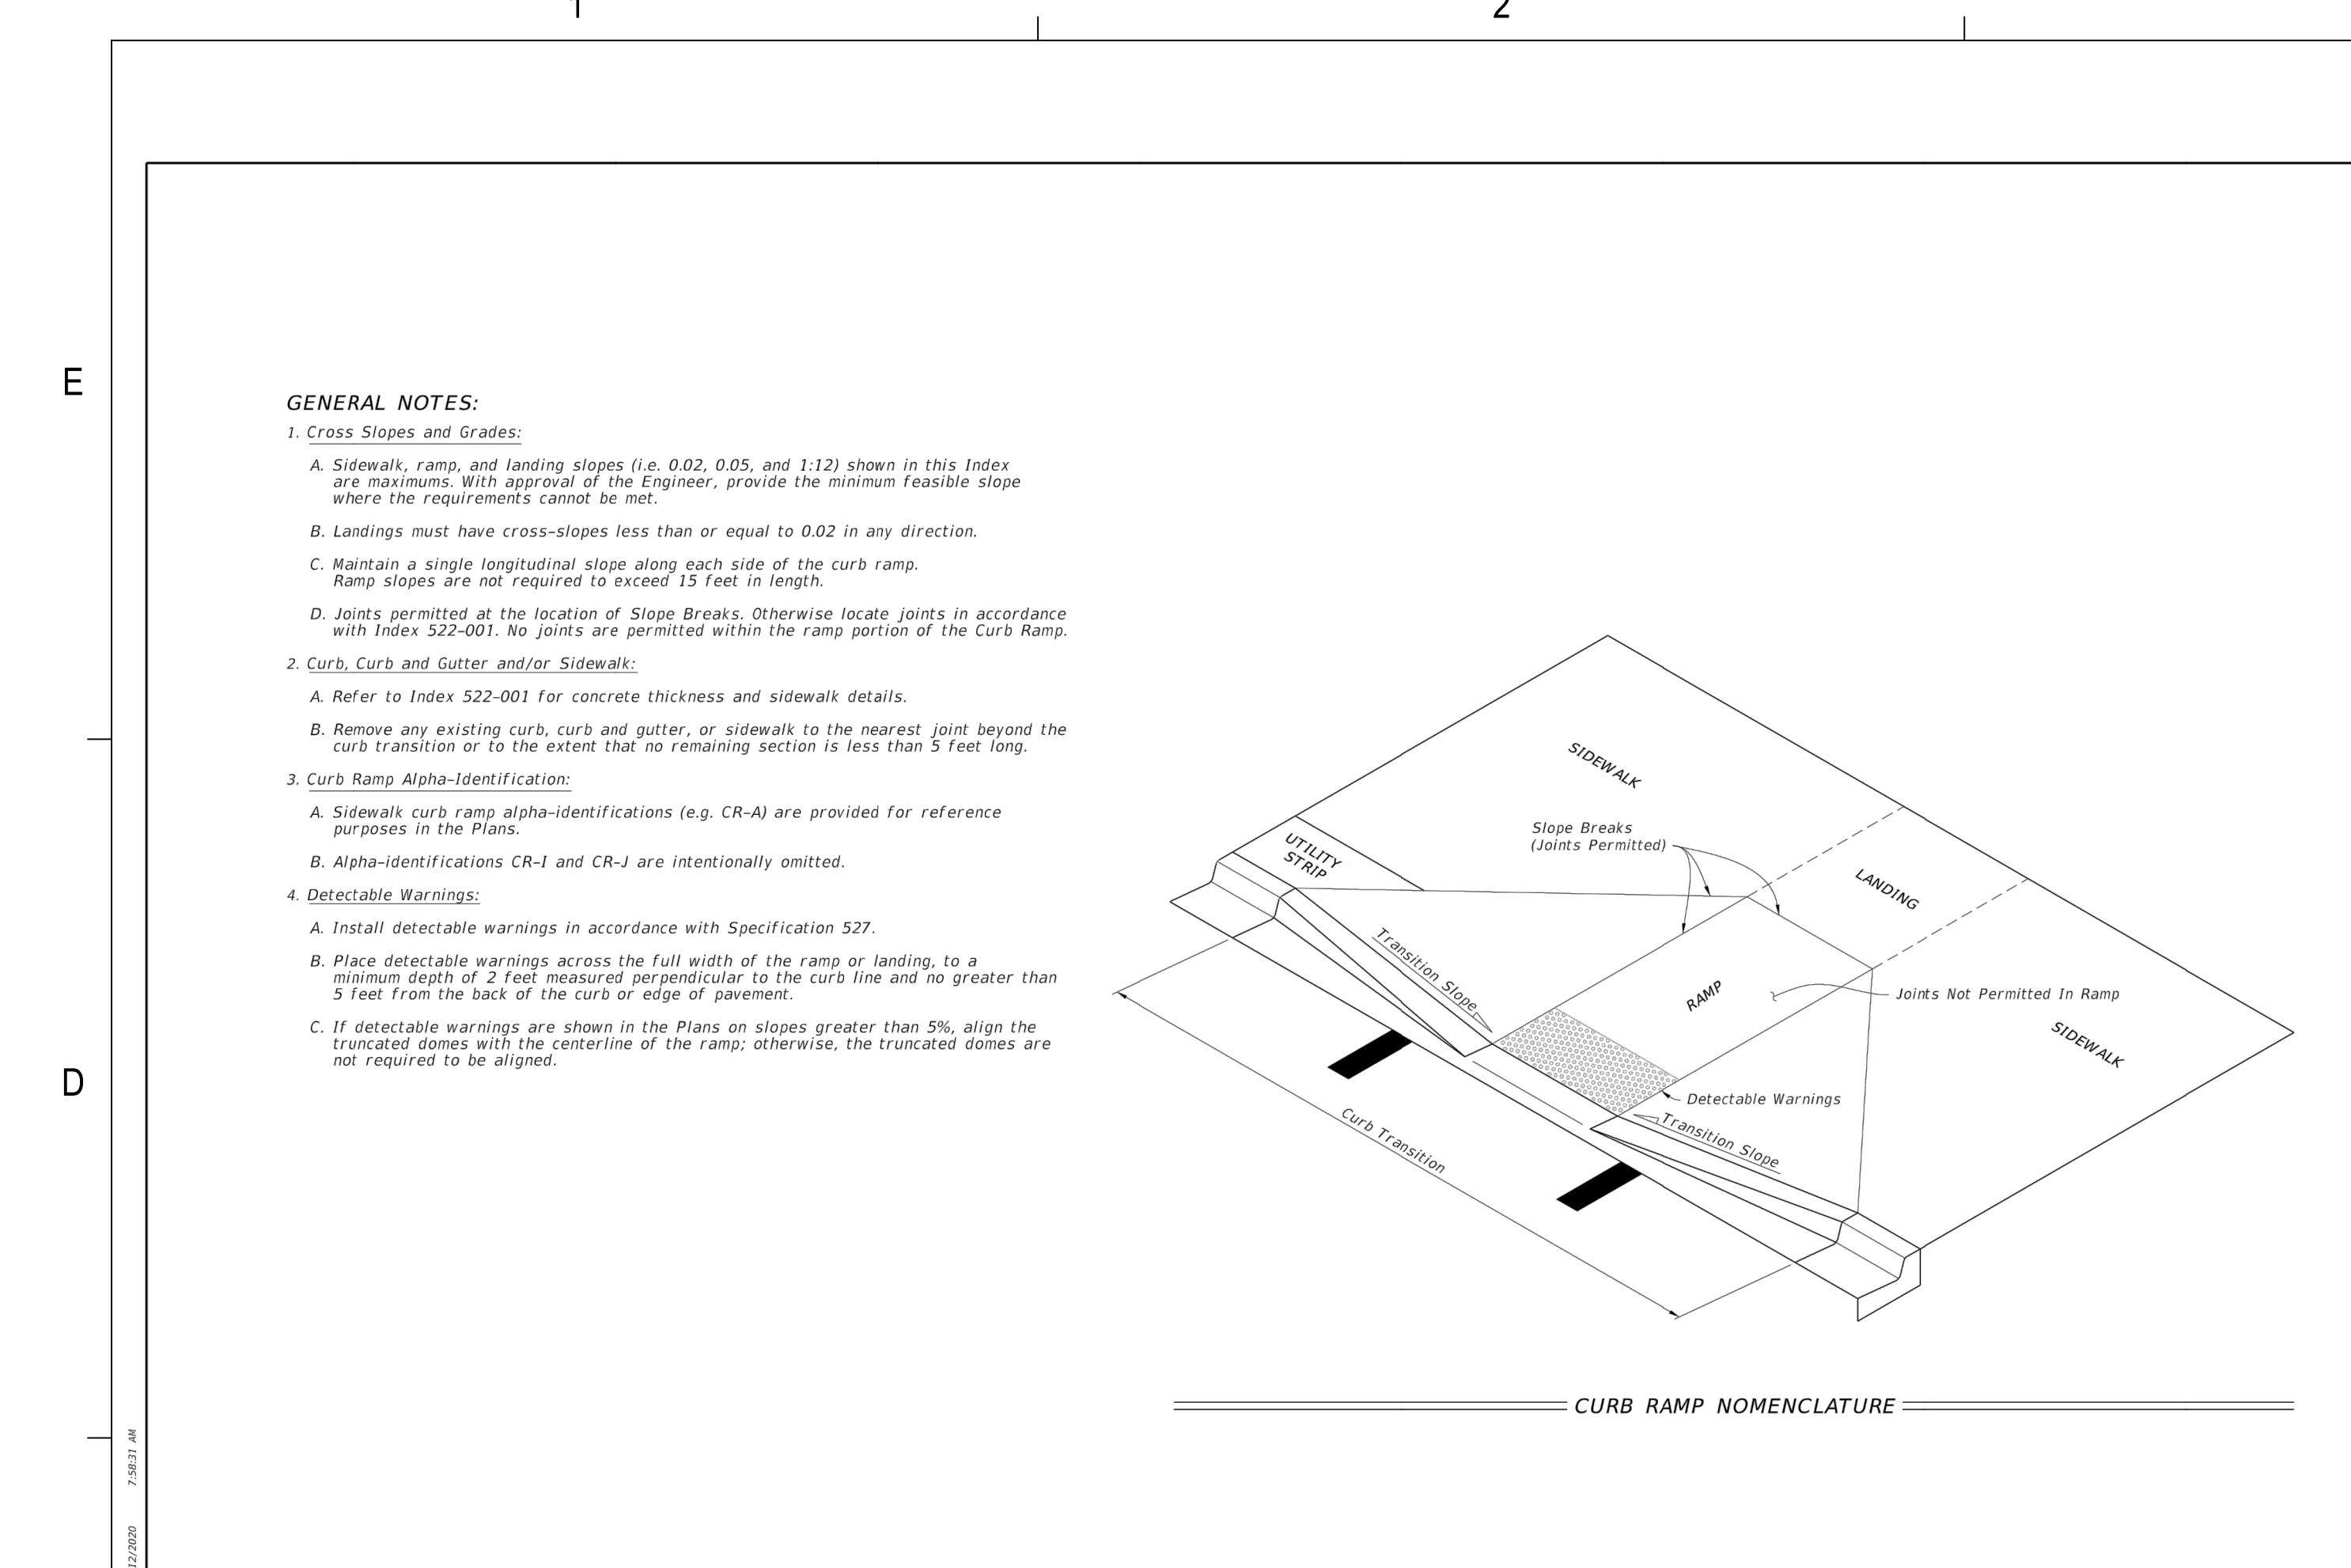 1
2
E
D
GENERAL NOTES:
1. Cross Slopes and Grades:
A. Sidewalk, ramp, and landing slopes (i.e. 0.02, 0.05, and 1:12) shown in this Index
are maximums. With approval of the Engineer, provide the minimum feasible slope
where the requirements cannot be met.
B. Landings must have cross-slopes less than or equal to 0.02 in any direction.
C. Maintain a single longitudinal slope along each side of the curb ramp.
Ramp slopes are not required to exceed 15 feet in length.
D. Joints permitted at the location of Slope Breaks. Otherwise locate joints in accordance
with Index 522-001. No joints are permitted within the ramp portion of the Curb Ramp.
2. Curb, Curb and Gutter and/or Sidewalk:
A. Refer to Index 522-001 for concrete thickness and sidewalk details.
B. Remove any existing curb, curb and gutter, or sidewalk to the nearest joint beyond the
curb transition or to the extent that no remaining section is less than 5 feet long.
3. Curb Ramp Alpha-Identification:
A. Sidewalk curb ramp alpha-identifications (e.g. CR-A) are provided for reference
purposes in the Plans.
B. Alpha-identifications CR-I and CR-J are intentionally omitted.
4. Detectable Warnings:
A. Install detectable warnings in accordance with Specification 527.
B. Place detectable warnings across the full width of the ramp or landing, to a
minimum depth of 2 feet measured perpendicular to the curb line and no greater than
5 feet from the back of the curb or edge of pavement.
C. If detectable warnings are shown in the Plans on slopes greater than 5%, align the
truncated domes with the centerline of the ramp; otherwise, the truncated domes are
not required to be aligned.
SIDEWALK
Slope Breaks
(Joints Permitted)
UTILITY
STRIP
LANDING
Transition Slope
RAMP
Joints Not Permitted In Ramp
SIDEWALK
Detectable Warnings
Transition Slope
Curb Transition
CURB RAMP NOMENCLATURE
7:58:31 AM
12/2020